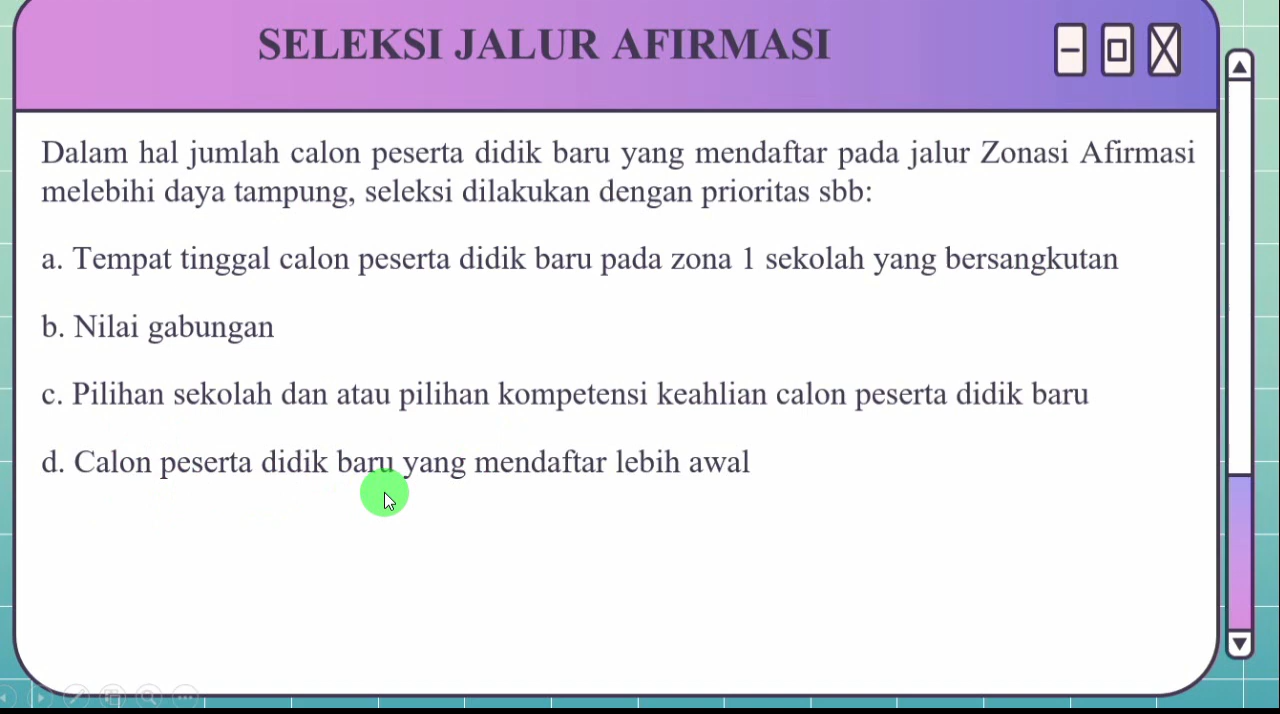 SELEKSI JALUR AFIRMASI
Dalam hal jumlah calon peserta didik baru yang mendaftar pada jalur Zonasi Afirmasi
melebihi daya tampung, seleksi dilakukan dengan prioritas sbb:
a. Tempat tinggal calon peserta didik baru pada zona 1 sekolah yang bersangkutan
b. Nilai gabungan
c. Pilihan sekolah dan atau pilihan kompetensi keahlian calon peserta didik baru
d. Calon peserta didik baru yang mendaftar lebih awal